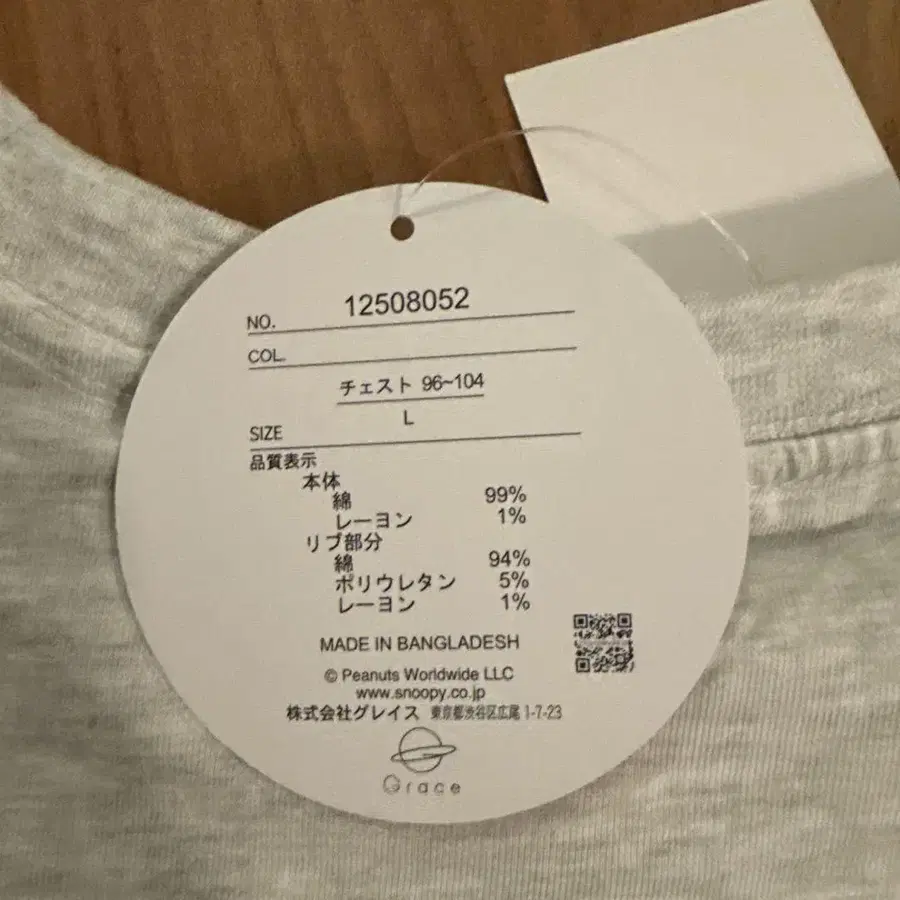 NO. 12508052
COL.
チェスト 96~104
L
SIZE
品質表示
本体
綿 99%
レーヨン 1%
リブ部分
綿 94%
ポリウレタン 5%
レーヨン 1%
MADE IN BANGLADESH
© Peanuts Worldwide LLC
www.snoopy.co.jp
株式会社グレイス 東京都渋谷区広尾 1-7-23
Grace